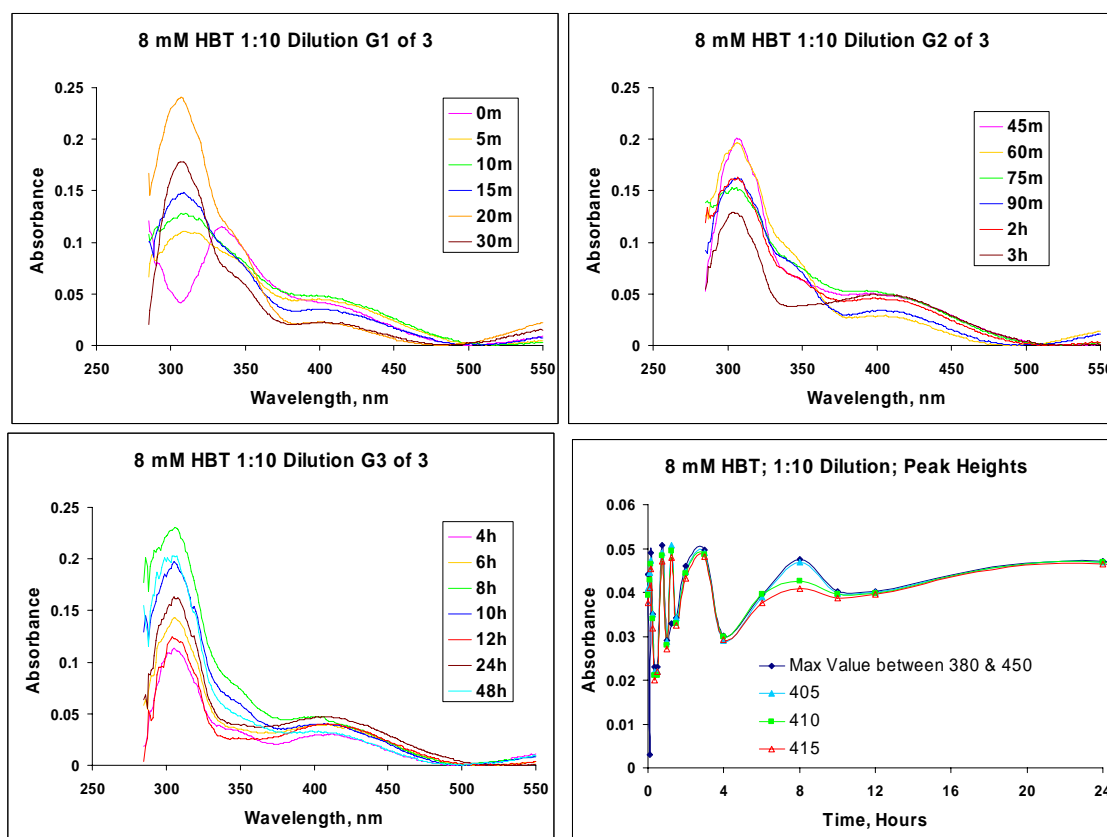 8 mM HBT 1:10 Dilution G1 of 3
0.25
0.2
0.15
0.1
0.05
0
Absorbance
250 300 350 400 450 500 550
Wavelength, nm
0m
5m
10m
15m
20m
30m
8 mM HBT 1:10 Dilution G2 of 3
0.25
0.2
0.15
0.1
0.05
0
Absorbance
250 300 350 400 450 500 550
Wavelength, nm
45m
60m
75m
90m
2h
3h
8 mM HBT 1:10 Dilution G3 of 3
0.25
0.2
0.15
0.1
0.05
0
Absorbance
250 300 350 400 450 500 550
Wavelength, nm
4h
6h
8h
10h
12h
24h
48h
8 mM HBT; 1:10 Dilution; Peak Heights
0.06
0.05
0.04
0.03
0.02
0.01
0
Absorbance
0 4 8 12 16 20 24
Time, Hours
Max Value between 380 & 450
405
410
415